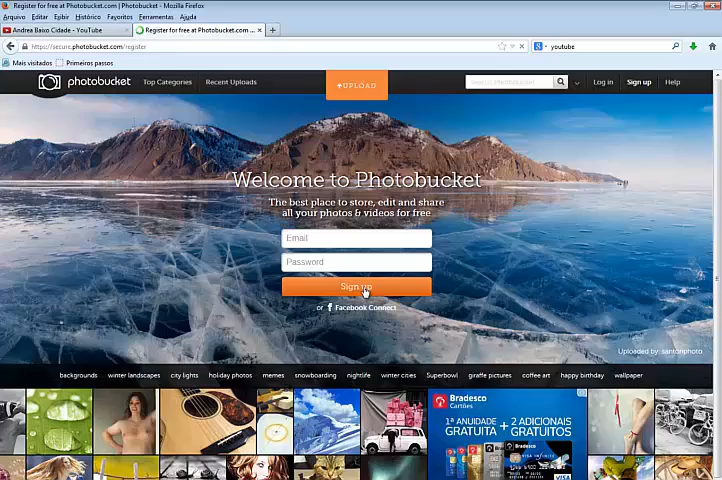 Register for free at Photobucket.com | Photobucket - Mozilla Firefox
Arquivo Editar Exibir Histórico Favoritos Ferramentas Ajuda
Andrea Baixo Cidade - YouTube × Register for free at Photobucket.com ... × +
https://secure.photobucket.com/register
youtube
Mais visitados Primeiros passos
photobucket Top Categories Recent Uploads UPLOAD Log in Sign up Help
Welcome to Photobucket
The best place to store, edit and share
all your photos & videos for free
Email
Password
Sign up
or f Facebook Connect
Uploaded by: santonphoto
backgrounds winter landscapes city lights holiday photos memes snowboarding nightlife winter cities Superbowl giraffe pictures coffee art happy birthday wallpaper
Bradesco
Cartões
1ª ANUIDADE GRATUITA + 2 ADICIONAIS GRATUITOS
Bradesco
VISA